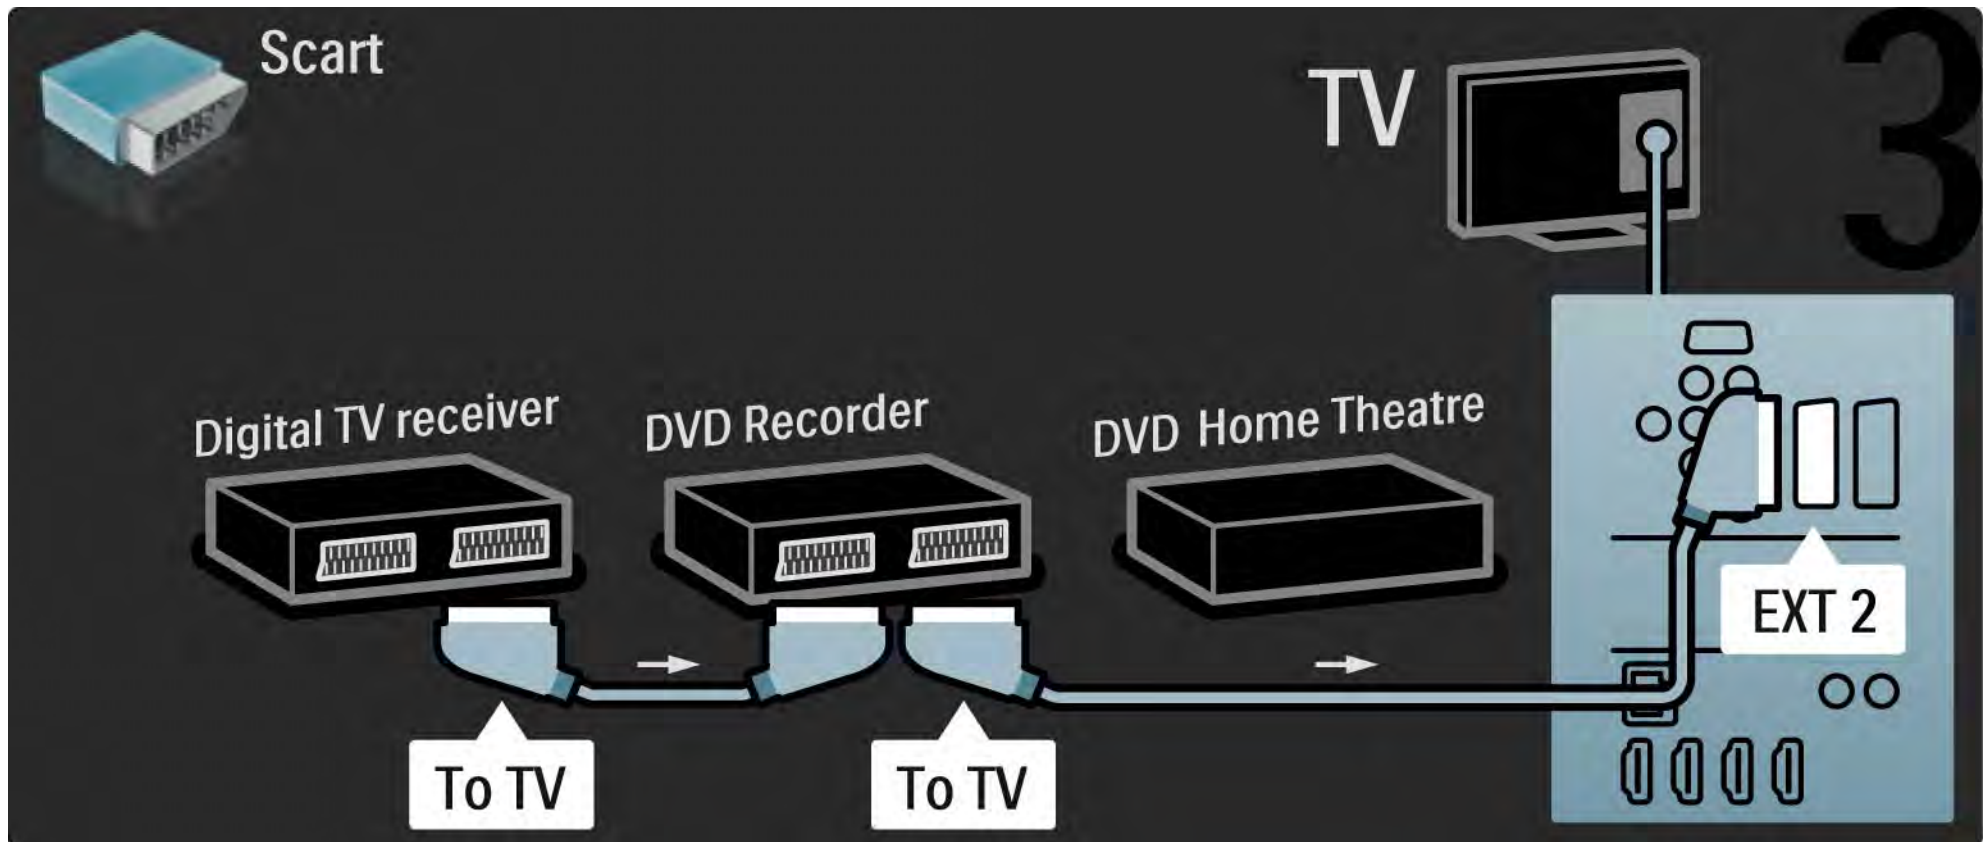 Scart
TV
3
Digital TV receiver
DVD Recorder
DVD Home Theatre
EXT 2
To TV
To TV